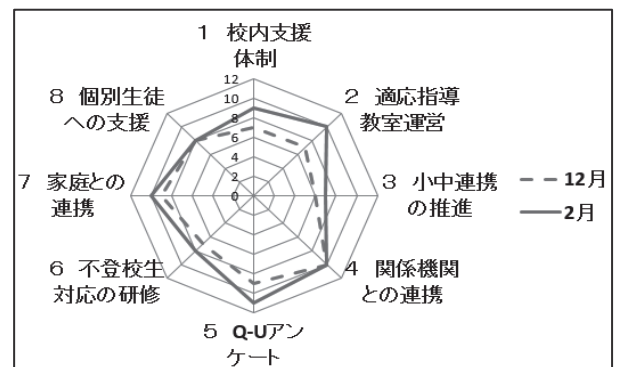 1 校内支援
体制
12
10
8
6
4
2
0
2 適応指導
教室運営
3 小中連携
の推進
4 関係機関
との連携
5 Q-Uアン
ケート
6 不登校生
対応の研修
7 家庭との
連携
8 個別生徒
への支援
12月
2月